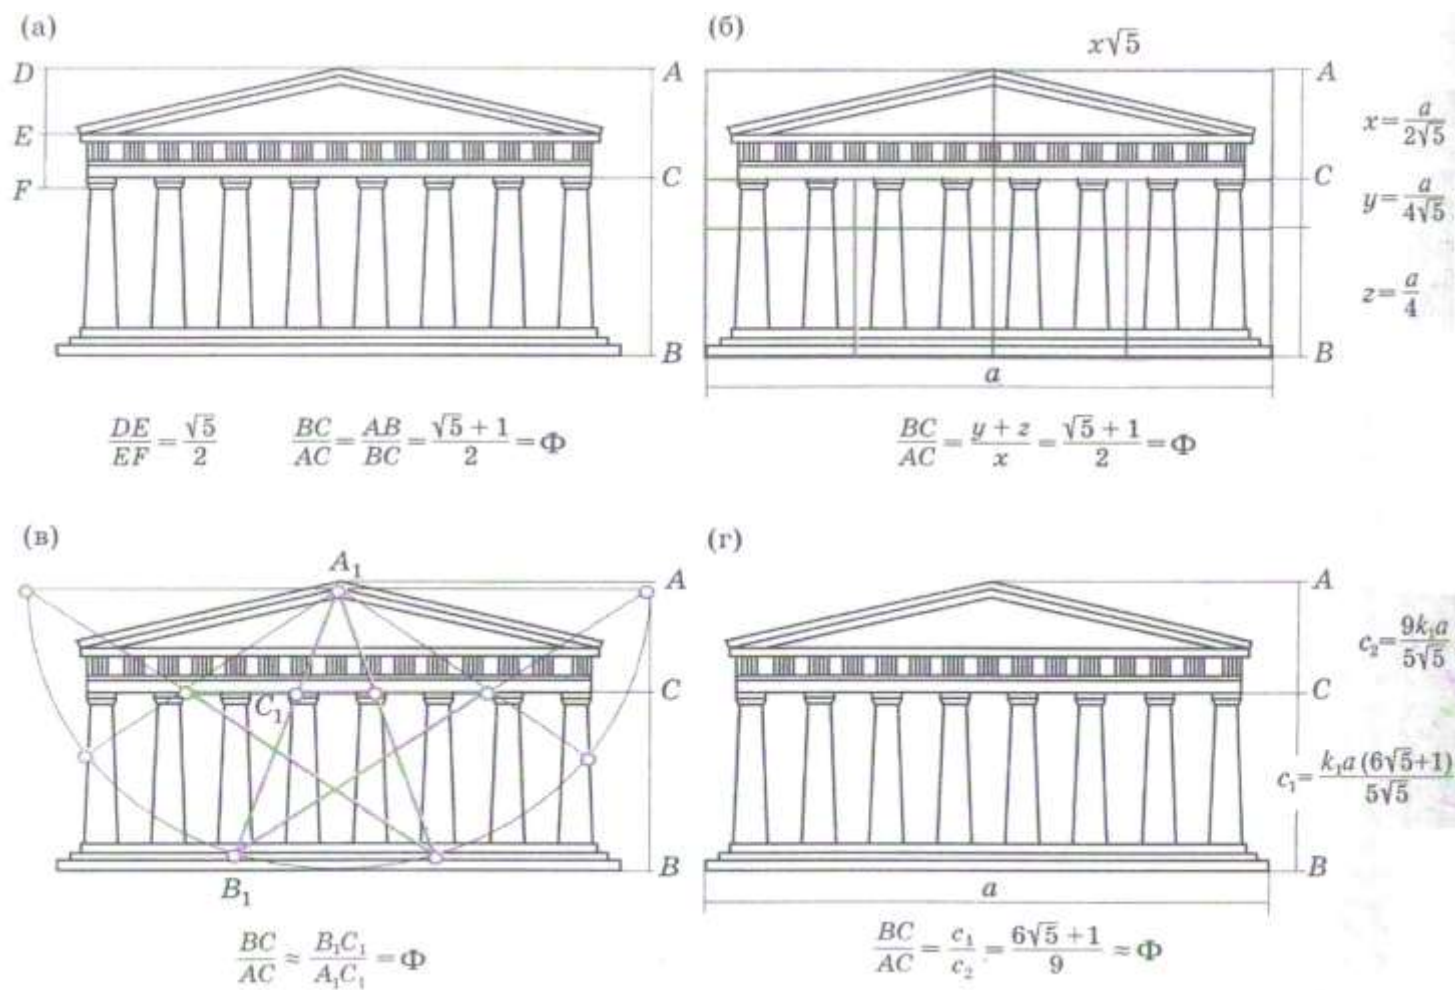 (а)
D
A
E
C
F
B
DE/EF = √5/2
BC/AC = AB/BC = (√5 + 1)/2 = Φ
(б)
x√5
A
x = a/(2√5)
C
y = a/(4√5)
z = a/4
B
a
BC/AC = (y + z)/x = (√5 + 1)/2 = Φ
(в)
A₁
A
C₁
C
B
B₁
BC/AC ≈ B₁C₁/A₁C₁ = Φ
(г)
A
c₂ = 9k₁a/(5√5)
C
c₁ = k₁a(6√5+1)/(5√5)
B
a
BC/AC = c₁/c₂ = (6√5 + 1)/9 ≈ Φ